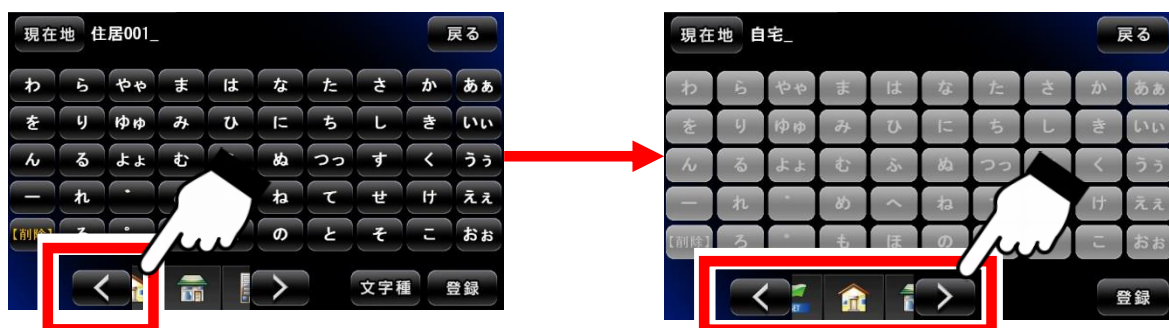 現在地 住居001_ 戻る
わ ら やゃ ま は な た さ か あぁ
を り ゆゅ み ひ に ち し き いぃ
ん る よょ む ぬ つっ す く うぅ
ー れ ゛ ね て せ け えぇ
【削除】 ろ ゜ の と そ こ おぉ
文字種 登録
現在地 自宅_ 戻る
わ ら やゃ ま は な た さ か あぁ
を り ゆゅ み ひ に ち し き いぃ
ん る よょ む ふ ぬ つっ く うぅ
ー れ ゛ め へ ね け えぇ
【削除】 ろ ゜ も ほ の こ おぉ
登録